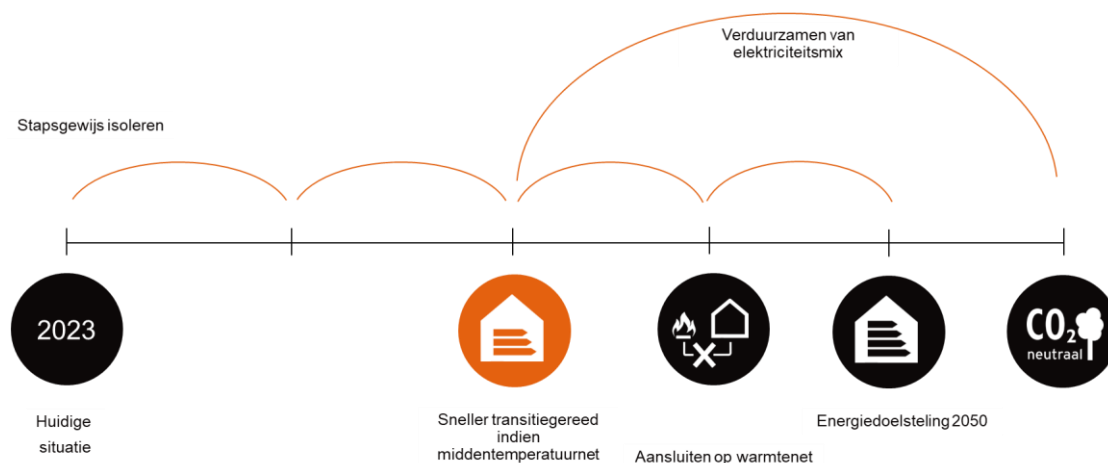 Verduurzamen van
elektriciteitsmix
Stapsgewijs isoleren
2023
CO₂
neutraal
Huidige
situatie
Sneller transitiegereed
indien
middentemperatuurnet
Aansluiten op warmtenet
Energiedoelsteling 2050